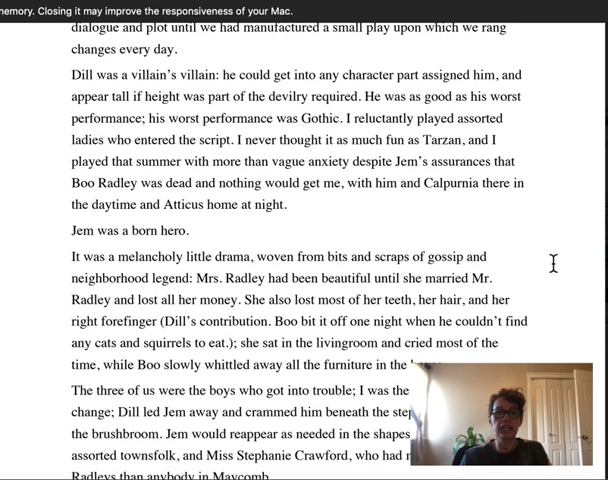 memory. Closing it may improve the responsiveness of your Mac.
dialogue and plot until we had manufactured a small play upon which we rang
changes every day.
Dill was a villain’s villain: he could get into any character part assigned him, and
appear tall if height was part of the devilry required. He was as good as his worst
performance; his worst performance was Gothic. I reluctantly played assorted
ladies who entered the script. I never thought it as much fun as Tarzan, and I
played that summer with more than vague anxiety despite Jem’s assurances that
Boo Radley was dead and nothing would get me, with him and Calpurnia there in
the daytime and Atticus home at night.
Jem was a born hero.
It was a melancholy little drama, woven from bits and scraps of gossip and
neighborhood legend: Mrs. Radley had been beautiful until she married Mr.
Radley and lost all her money. She also lost most of her teeth, her hair, and her
right forefinger (Dill’s contribution. Boo bit it off one night when he couldn’t find
any cats and squirrels to eat.); she sat in the livingroom and cried most of the
time, while Boo slowly whittled away all the furniture in the
The three of us were the boys who got into trouble; I was the
change; Dill led Jem away and crammed him beneath the
the brushbroom. Jem would reappear as needed in the shapes
assorted townsfolk, and Miss Stephanie Crawford, who had
Radleys than anybody in Maycomb.